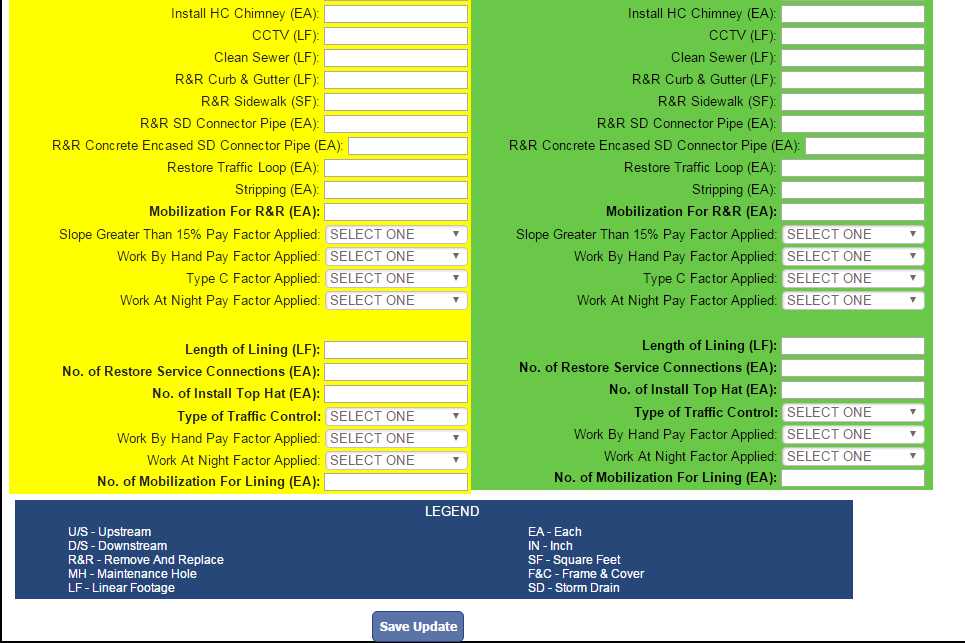 Install HC Chimney (EA):
CCTV (LF):
Clean Sewer (LF):
R&R Curb & Gutter (LF):
R&R Sidewalk (SF):
R&R SD Connector Pipe (EA):
R&R Concrete Encased SD Connector Pipe (EA):
Restore Traffic Loop (EA):
Stripping (EA):
Mobilization For R&R (EA):
Slope Greater Than 15% Pay Factor Applied: SELECT ONE
Work By Hand Pay Factor Applied: SELECT ONE
Type C Factor Applied: SELECT ONE
Work At Night Pay Factor Applied: SELECT ONE
Length of Lining (LF):
No. of Restore Service Connections (EA):
No. of Install Top Hat (EA):
Type of Traffic Control: SELECT ONE
Work By Hand Pay Factor Applied: SELECT ONE
Work At Night Factor Applied: SELECT ONE
No. of Mobilization For Lining (EA):
Install HC Chimney (EA):
CCTV (LF):
Clean Sewer (LF):
R&R Curb & Gutter (LF):
R&R Sidewalk (SF):
R&R SD Connector Pipe (EA):
R&R Concrete Encased SD Connector Pipe (EA):
Restore Traffic Loop (EA):
Stripping (EA):
Mobilization For R&R (EA):
Slope Greater Than 15% Pay Factor Applied: SELECT ONE
Work By Hand Pay Factor Applied: SELECT ONE
Type C Factor Applied: SELECT ONE
Work At Night Pay Factor Applied: SELECT ONE
Length of Lining (LF):
No. of Restore Service Connections (EA):
No. of Install Top Hat (EA):
Type of Traffic Control: SELECT ONE
Work By Hand Pay Factor Applied: SELECT ONE
Work At Night Factor Applied: SELECT ONE
No. of Mobilization For Lining (EA):
LEGEND
U/S - Upstream
D/S - Downstream
R&R - Remove And Replace
MH - Maintenance Hole
LF - Linear Footage
EA - Each
IN - Inch
SF - Square Feet
F&C - Frame & Cover
SD - Storm Drain
Save Update